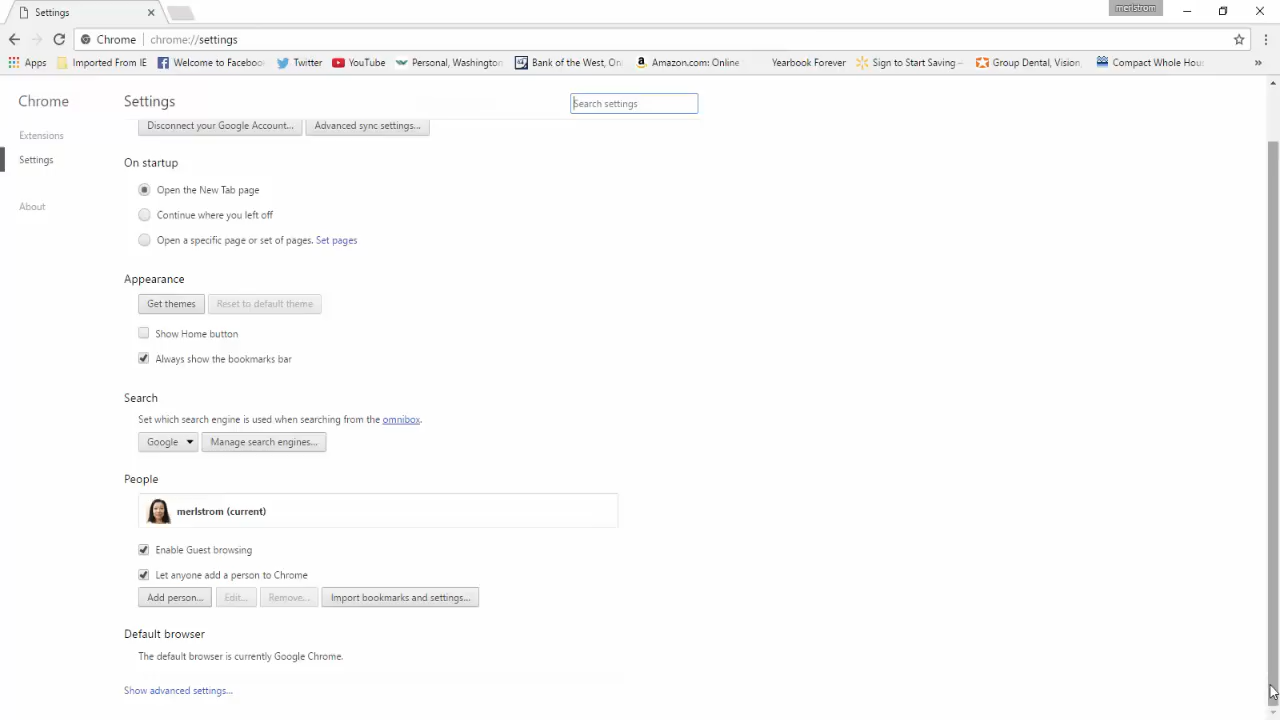 Settings
merlstrom
Chrome chrome://settings
Apps Imported From IE Welcome to Facebook Twitter YouTube Personal, Washington Bank of the West, On Amazon.com: Online Yearbook Forever Sign to Start Saving – Group Dental, Vision, Compact Whole Hou »
Chrome Settings Search settings
Extensions
Settings
About
Disconnect your Google Account... Advanced sync settings...
On startup
Open the New Tab page
Continue where you left off
Open a specific page or set of pages. Set pages
Appearance
Get themes Reset to default theme
Show Home button
Always show the bookmarks bar
Search
Set which search engine is used when searching from the omnibox.
Google Manage search engines...
People
merlstrom (current)
Enable Guest browsing
Let anyone add a person to Chrome
Add person... Edit... Remove... Import bookmarks and settings...
Default browser
The default browser is currently Google Chrome.
Show advanced settings...